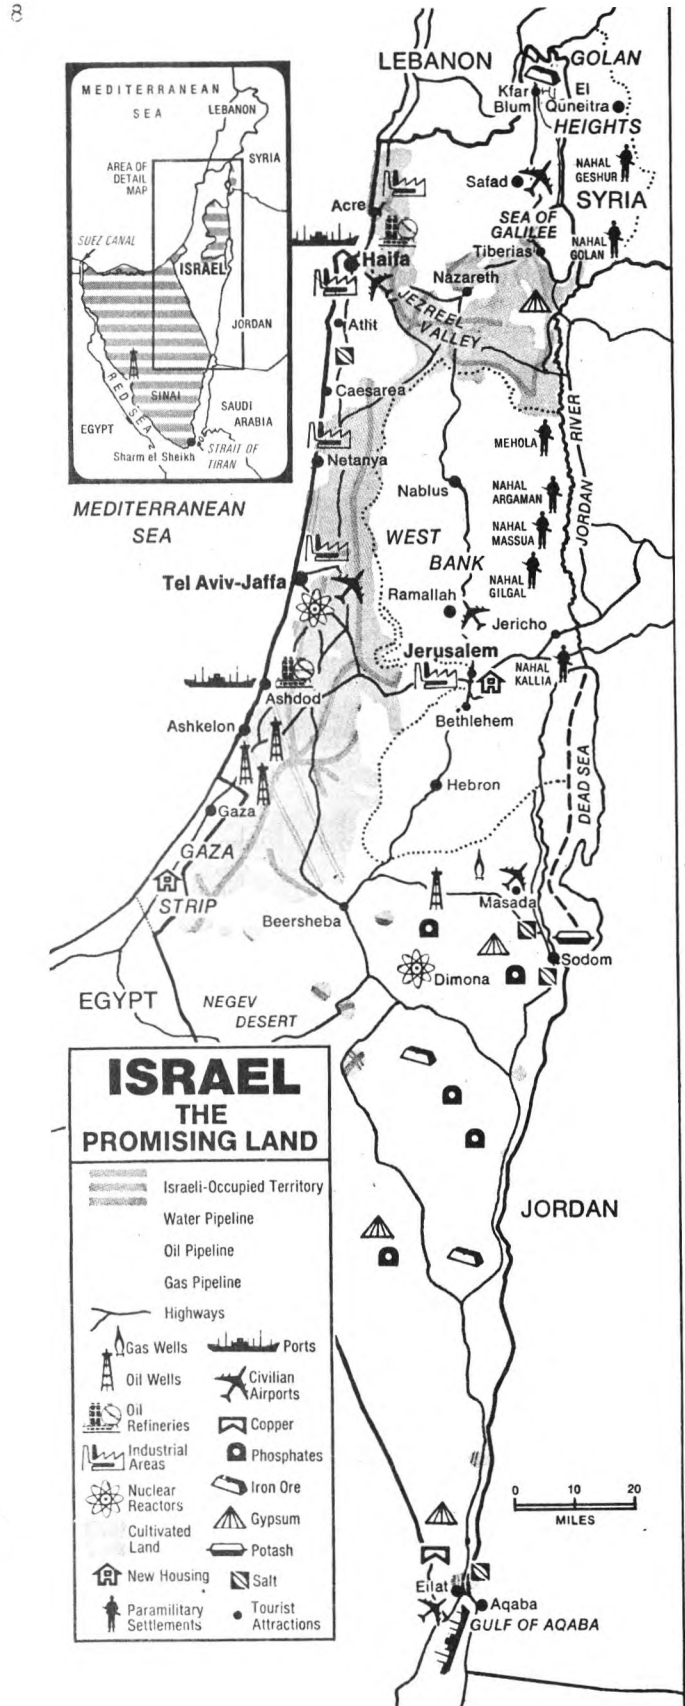 8
MEDITERRANEAN
SEA
LEBANON
SYRIA
AREA OF
DETAIL
MAP
SUEZ CANAL
ISRAEL
JORDAN
SINAI
RED SEA
EGYPT
SAUDI
ARABIA
Sharm el Sheikh
STRAIT OF
TIRAN
LEBANON
GOLAN
Kfar
Blum
El
Quneitra
HEIGHTS
NAHAL
GESHUR
Safad
SYRIA
Acre
SEA OF
GALILEE
NAHAL
GOLAN
Tiberias
Haifa
Nazareth
JEZREEL
VALLEY
Athlit
Caesarea
RIVER
JORDAN
MEHOLA
Netanya
Nablus
NAHAL
ARGAMAN
MEDITERRANEAN
SEA
WEST
BANK
NAHAL
MASSUA
NAHAL
GILGAL
Tel Aviv-Jaffa
Ramallah
Jericho
Jerusalem
NAHAL
KALLIA
Ashdod
Bethlehem
Ashkelon
DEAD SEA
Hebron
Gaza
GAZA
STRIP
Masada
Beersheba
Sodom
Dimona
EGYPT
NEGEV
DESERT
ISRAEL
THE
PROMISING LAND
Israeli-Occupied Territory
Water Pipeline
Oil Pipeline
Gas Pipeline
Highways
Gas Wells
Ports
Oil Wells
Civilian
Airports
Oil
Refineries
Copper
Industrial
Areas
Phosphates
Nuclear
Reactors
Iron Ore
Gypsum
Cultivated
Land
Potash
New Housing
Salt
Paramilitary
Settlements
Tourist
Attractions
JORDAN
0 10 20
MILES
Eilat
Aqaba
GULF OF AQABA